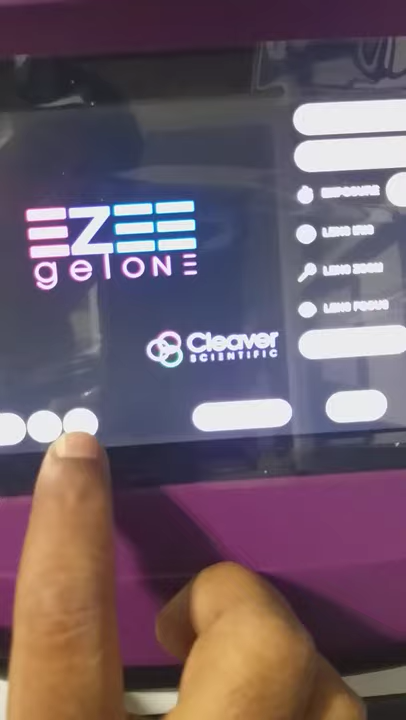 EZEE
gelONE
Cleaver
SCIENTIFIC
EXPOSURE
LENS IRIS
LENS ZOOM
LENS FOCUS